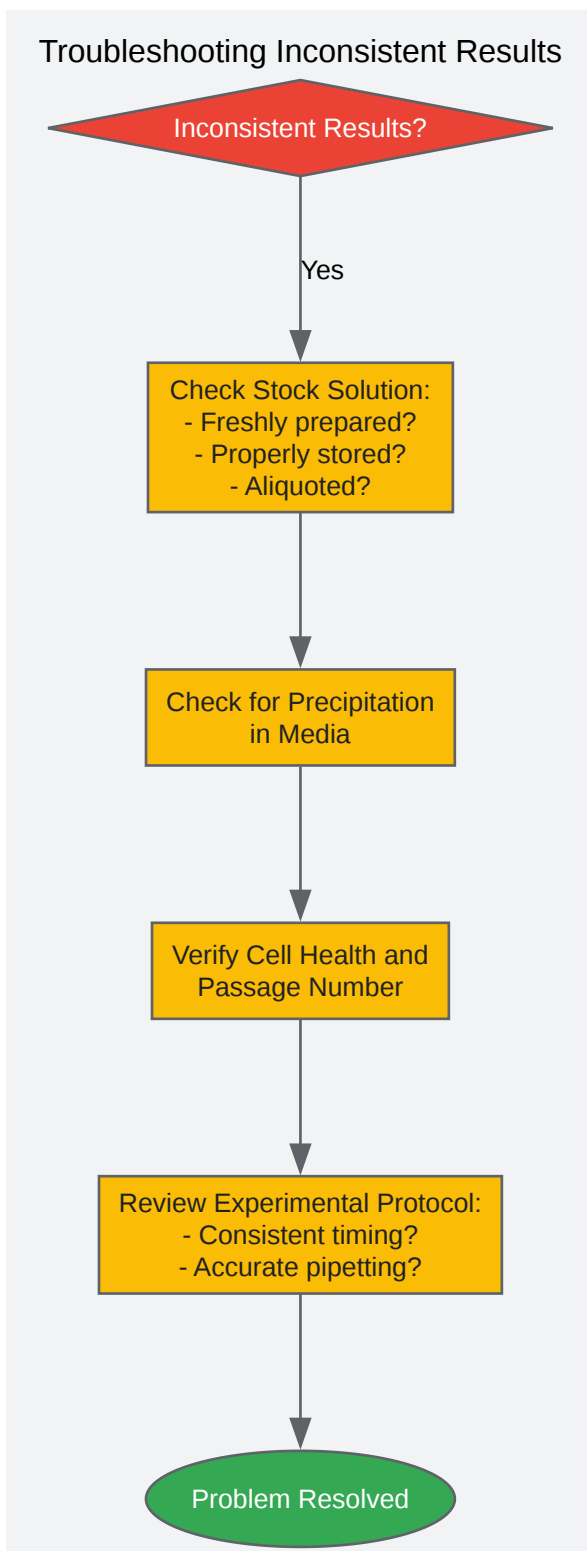 Troubleshooting Inconsistent Results
Inconsistent Results?
Yes
Check Stock Solution:
- Freshly prepared?
- Properly stored?
- Aliquoted?
Check for Precipitation
in Media
Verify Cell Health and
Passage Number
Review Experimental Protocol:
- Consistent timing?
- Accurate pipetting?
Problem Resolved